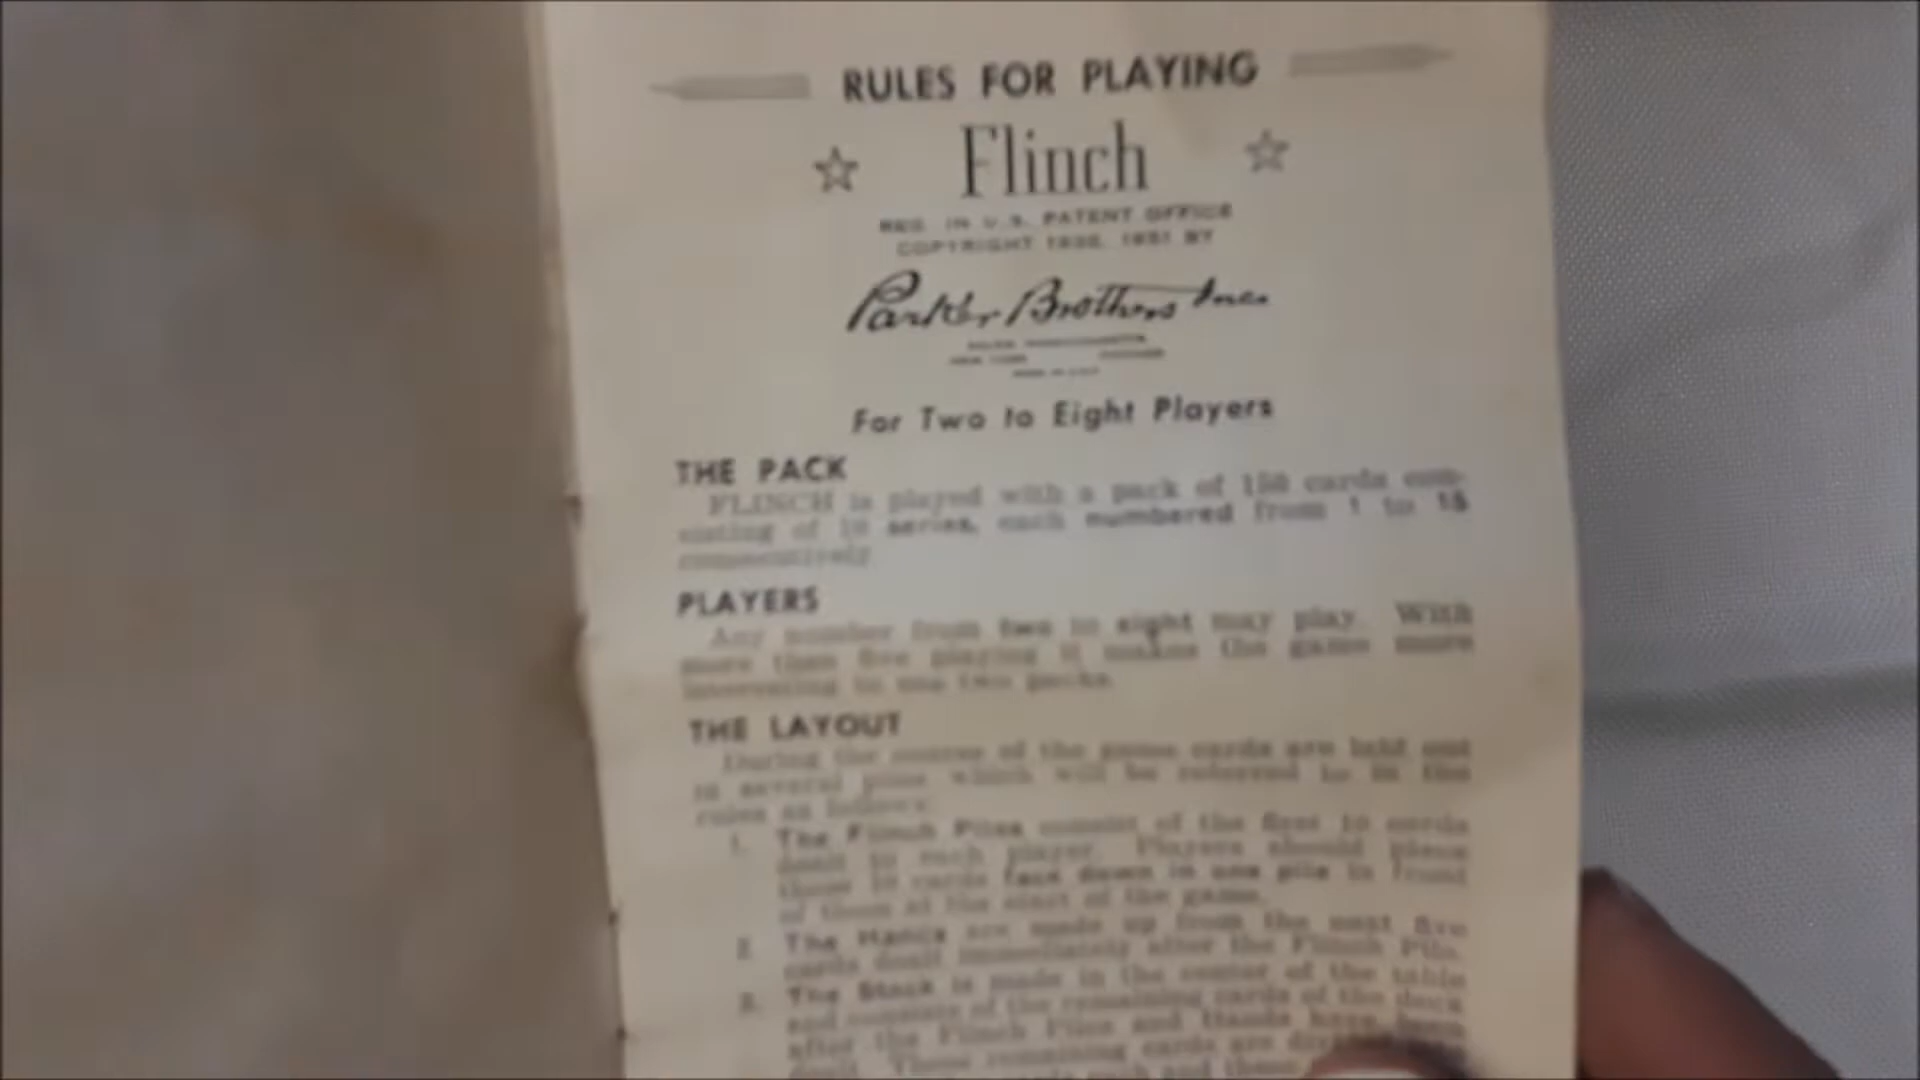 RULES FOR PLAYING
Flinch
REG. IN U.S. PATENT OFFICE
COPYRIGHT 1951 BY
Parker Brothers Inc.
For Two to Eight Players
THE PACK
FLINCH is played with a pack of 150 cards con-
sisting of 10 series, each numbered from 1 to 15
consecutively
PLAYERS
Any number from two to eight may play. With
more than five playing it makes the game more
interesting to use two packs.
THE LAYOUT
During the course of the game cards are laid out
in several piles which will be referred to in the
rules as follows:
1. The Flinch Piles consist of the first 10 cards
dealt to each player. Players should place
these 10 cards face down in one pile in front
of them at the start of the game.
2. The Hands are made up from the next five
cards dealt immediately after the Flinch Pile.
3. The Stock is made in the center of the table
and consists of the remaining cards of the deck
after the Flinch Piles and Hands have been
dealt. These remaining cards are